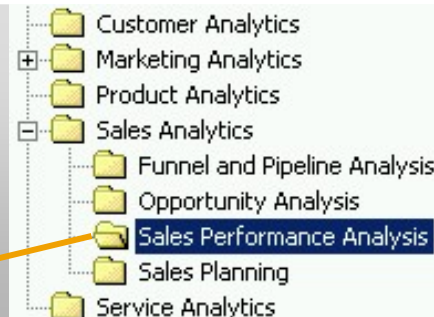 Customer Analytics
Marketing Analytics
Product Analytics
Sales Analytics
Funnel and Pipeline Analysis
Opportunity Analysis
Sales Performance Analysis
Sales Planning
Service Analytics